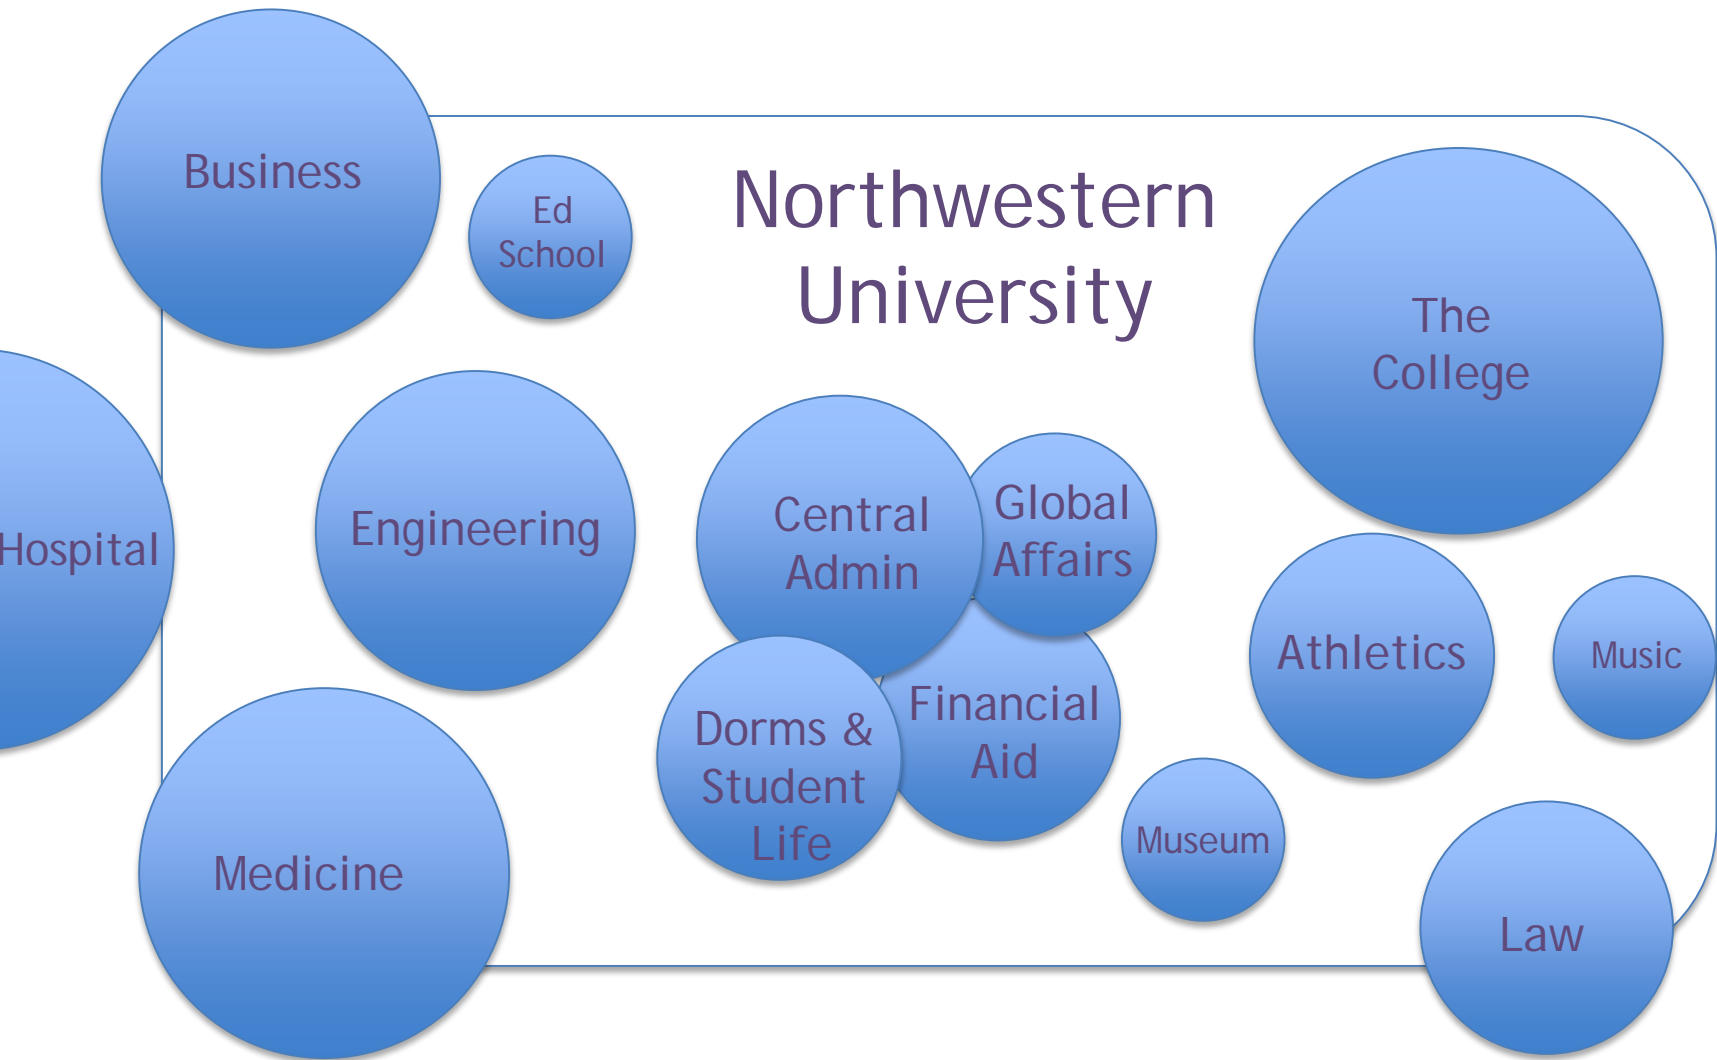 Business
Ed
School
Northwestern
University
The
College
Hospital
Engineering
Central
Admin
Global
Affairs
Athletics
Music
Dorms &
Student
Life
Financial
Aid
Museum
Medicine
Law